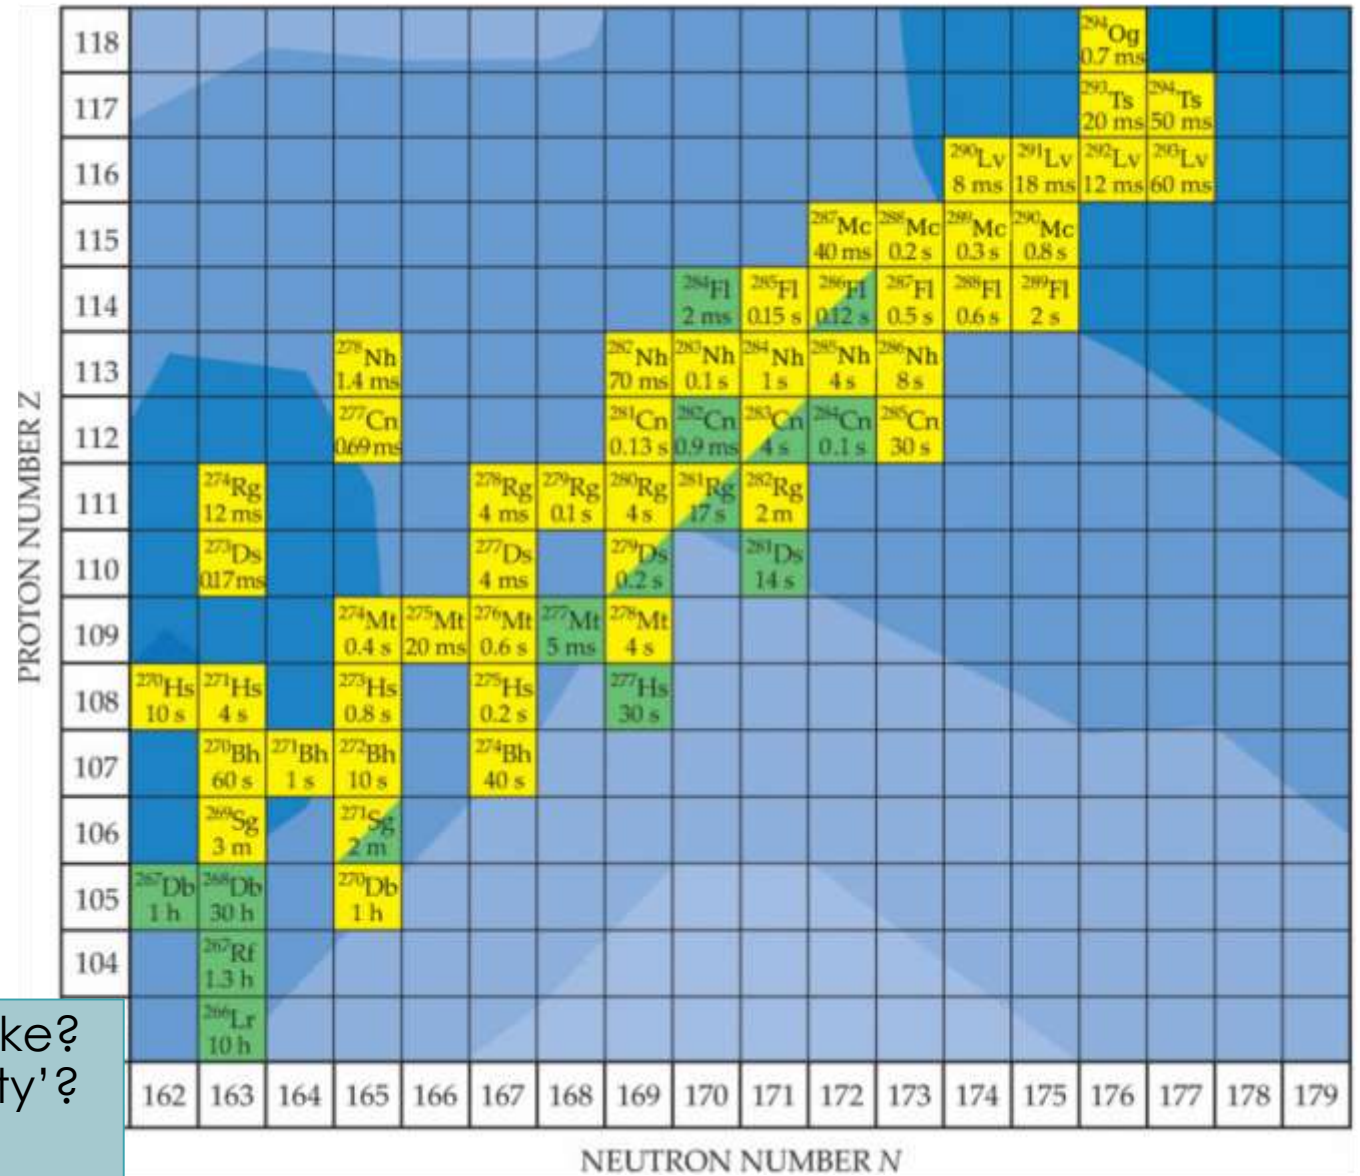 118
²⁹⁴Og
0.7 ms
117
²⁹³Ts ²⁹⁴Ts
20 ms 50 ms
116
²⁹⁰Lv ²⁹¹Lv ²⁹²Lv ²⁹³Lv
8 ms 18 ms 12 ms 60 ms
115
²⁸⁷Mc ²⁸⁸Mc ²⁸⁹Mc ²⁹⁰Mc
40 ms 0.2 s 0.3 s 0.8 s
114
²⁸⁴Fl ²⁸⁵Fl ²⁸⁶Fl ²⁸⁷Fl ²⁸⁸Fl ²⁸⁹Fl
2 ms 0.15 s 0.12 s 0.5 s 0.6 s 2 s
113
²⁷⁸Nh ²⁸²Nh ²⁸³Nh ²⁸⁴Nh ²⁸⁵Nh ²⁸⁶Nh
1.4 ms 70 ms 0.1 s 1 s 4 s 8 s
112
²⁷⁷Cn ²⁸¹Cn ²⁸²Cn ²⁸³Cn ²⁸⁴Cn ²⁸⁵Cn
0.69 ms 0.13 s 0.9 ms 4 s 0.1 s 30 s
111
²⁷⁴Rg ²⁷⁸Rg ²⁷⁹Rg ²⁸⁰Rg ²⁸¹Rg ²⁸²Rg
12 ms 4 ms 0.1 s 4 s 17 s 2 m
110
²⁷³Ds ²⁷⁷Ds ²⁷⁹Ds ²⁸¹Ds
0.17 ms 4 ms 0.2 s 14 s
109
²⁷⁴Mt ²⁷⁵Mt ²⁷⁶Mt ²⁷⁷Mt ²⁷⁸Mt
0.4 s 20 ms 0.6 s 5 ms 4 s
108
²⁷⁰Hs ²⁷¹Hs ²⁷³Hs ²⁷⁵Hs ²⁷⁷Hs
10 s 4 s 0.8 s 0.2 s 30 s
107
²⁷⁰Bh ²⁷¹Bh ²⁷²Bh ²⁷⁴Bh
60 s 1 s 10 s 40 s
106
²⁶⁹Sg ²⁷¹Sg
3 m 2 m
105
²⁶⁷Db ²⁶⁸Db ²⁷⁰Db
1 h 30 h 1 h
104
²⁶⁷Rf
1.3 h
²⁶⁶Lr
10 h
PROTON NUMBER Z
ke?
ty’?
162 163 164 165 166 167 168 169 170 171 172 173 174 175 176 177 178 179
NEUTRON NUMBER N